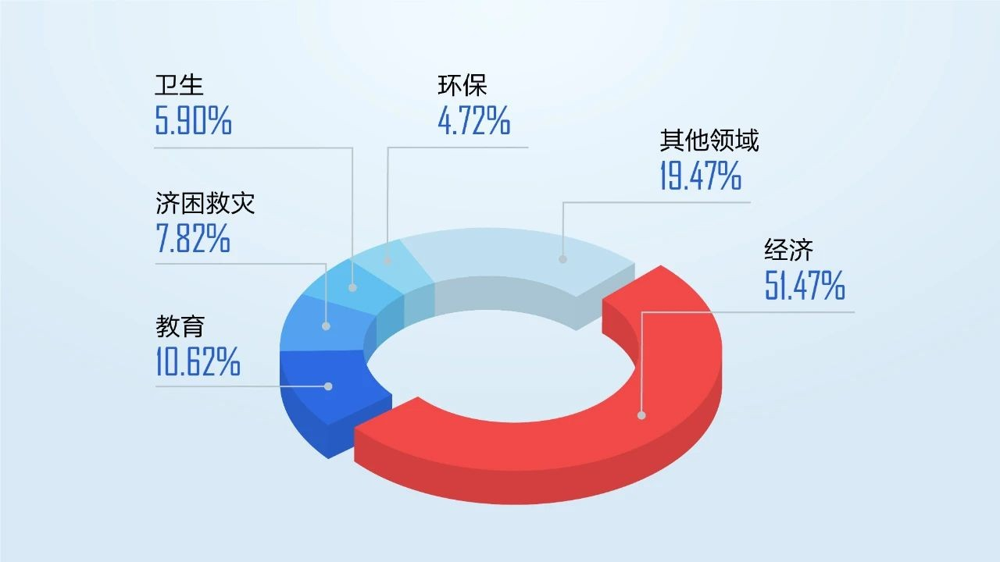 卫生
5.90%
环保
4.72%
其他领域
19.47%
济困救灾
7.82%
经济
51.47%
教育
10.62%